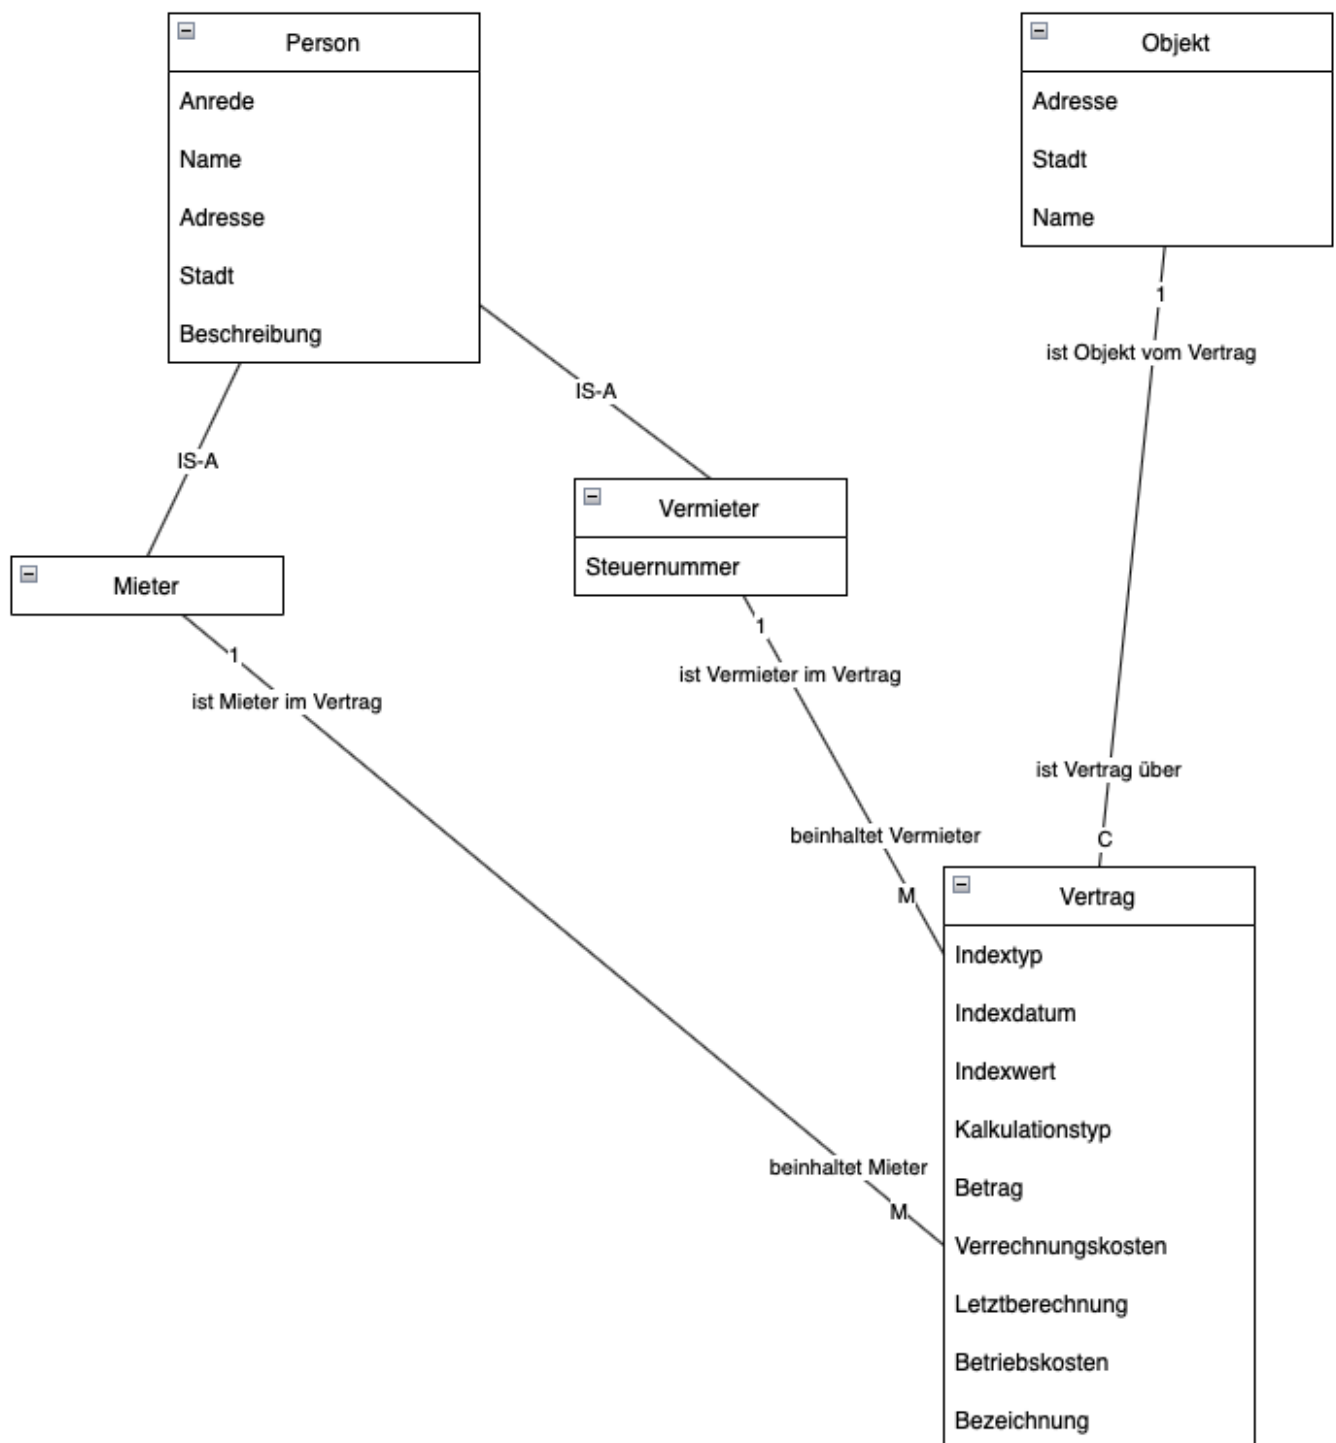 Person
Anrede
Name
Adresse
Stadt
Beschreibung
Objekt
Adresse
Stadt
Name
1
ist Objekt vom Vertrag
IS-A
IS-A
Vermieter
Steuernummer
Mieter
1
ist Vermieter im Vertrag
1
ist Mieter im Vertrag
ist Vertrag über
C
beinhaltet Vermieter
M
beinhaltet Mieter
M
Vertrag
Indextyp
Indexdatum
Indexwert
Kalkulationstyp
Betrag
Verrechnungskosten
Letztberechnung
Betriebskosten
Bezeichnung